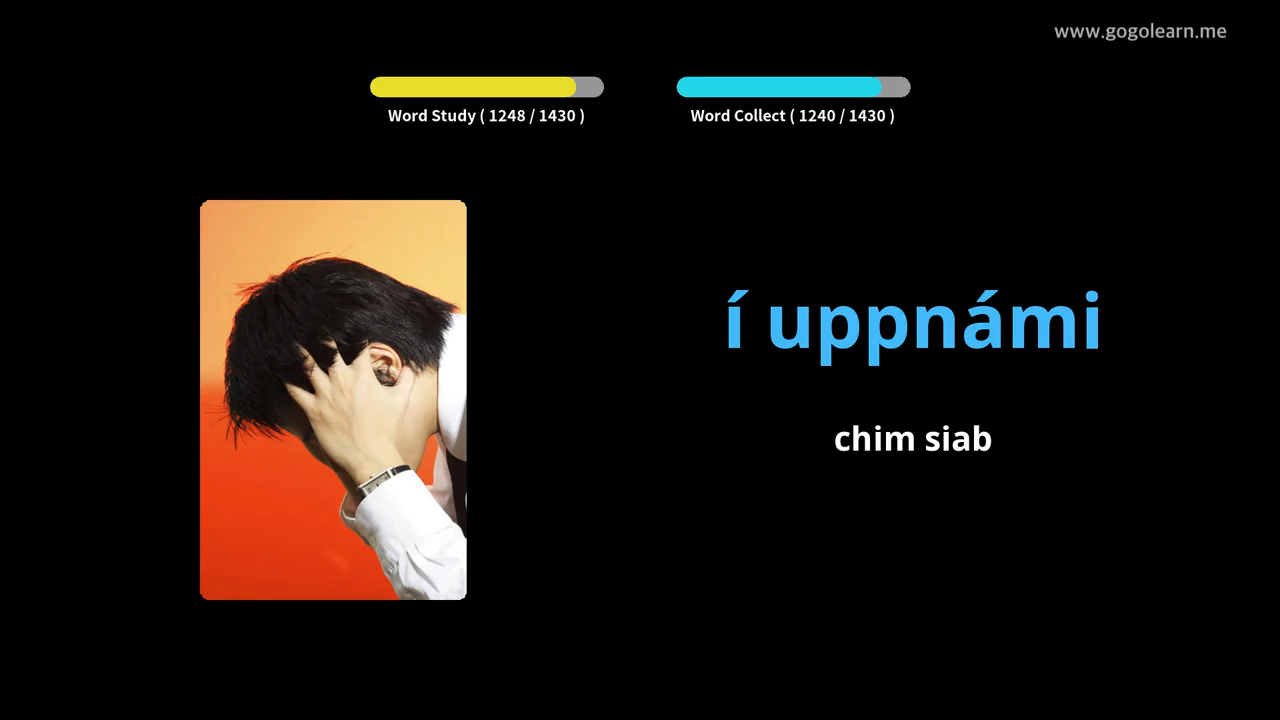 www.gogolearn.me
Word Study ( 1248 / 1430 )
Word Collect ( 1240 / 1430 )
í uppnámi
chim siab